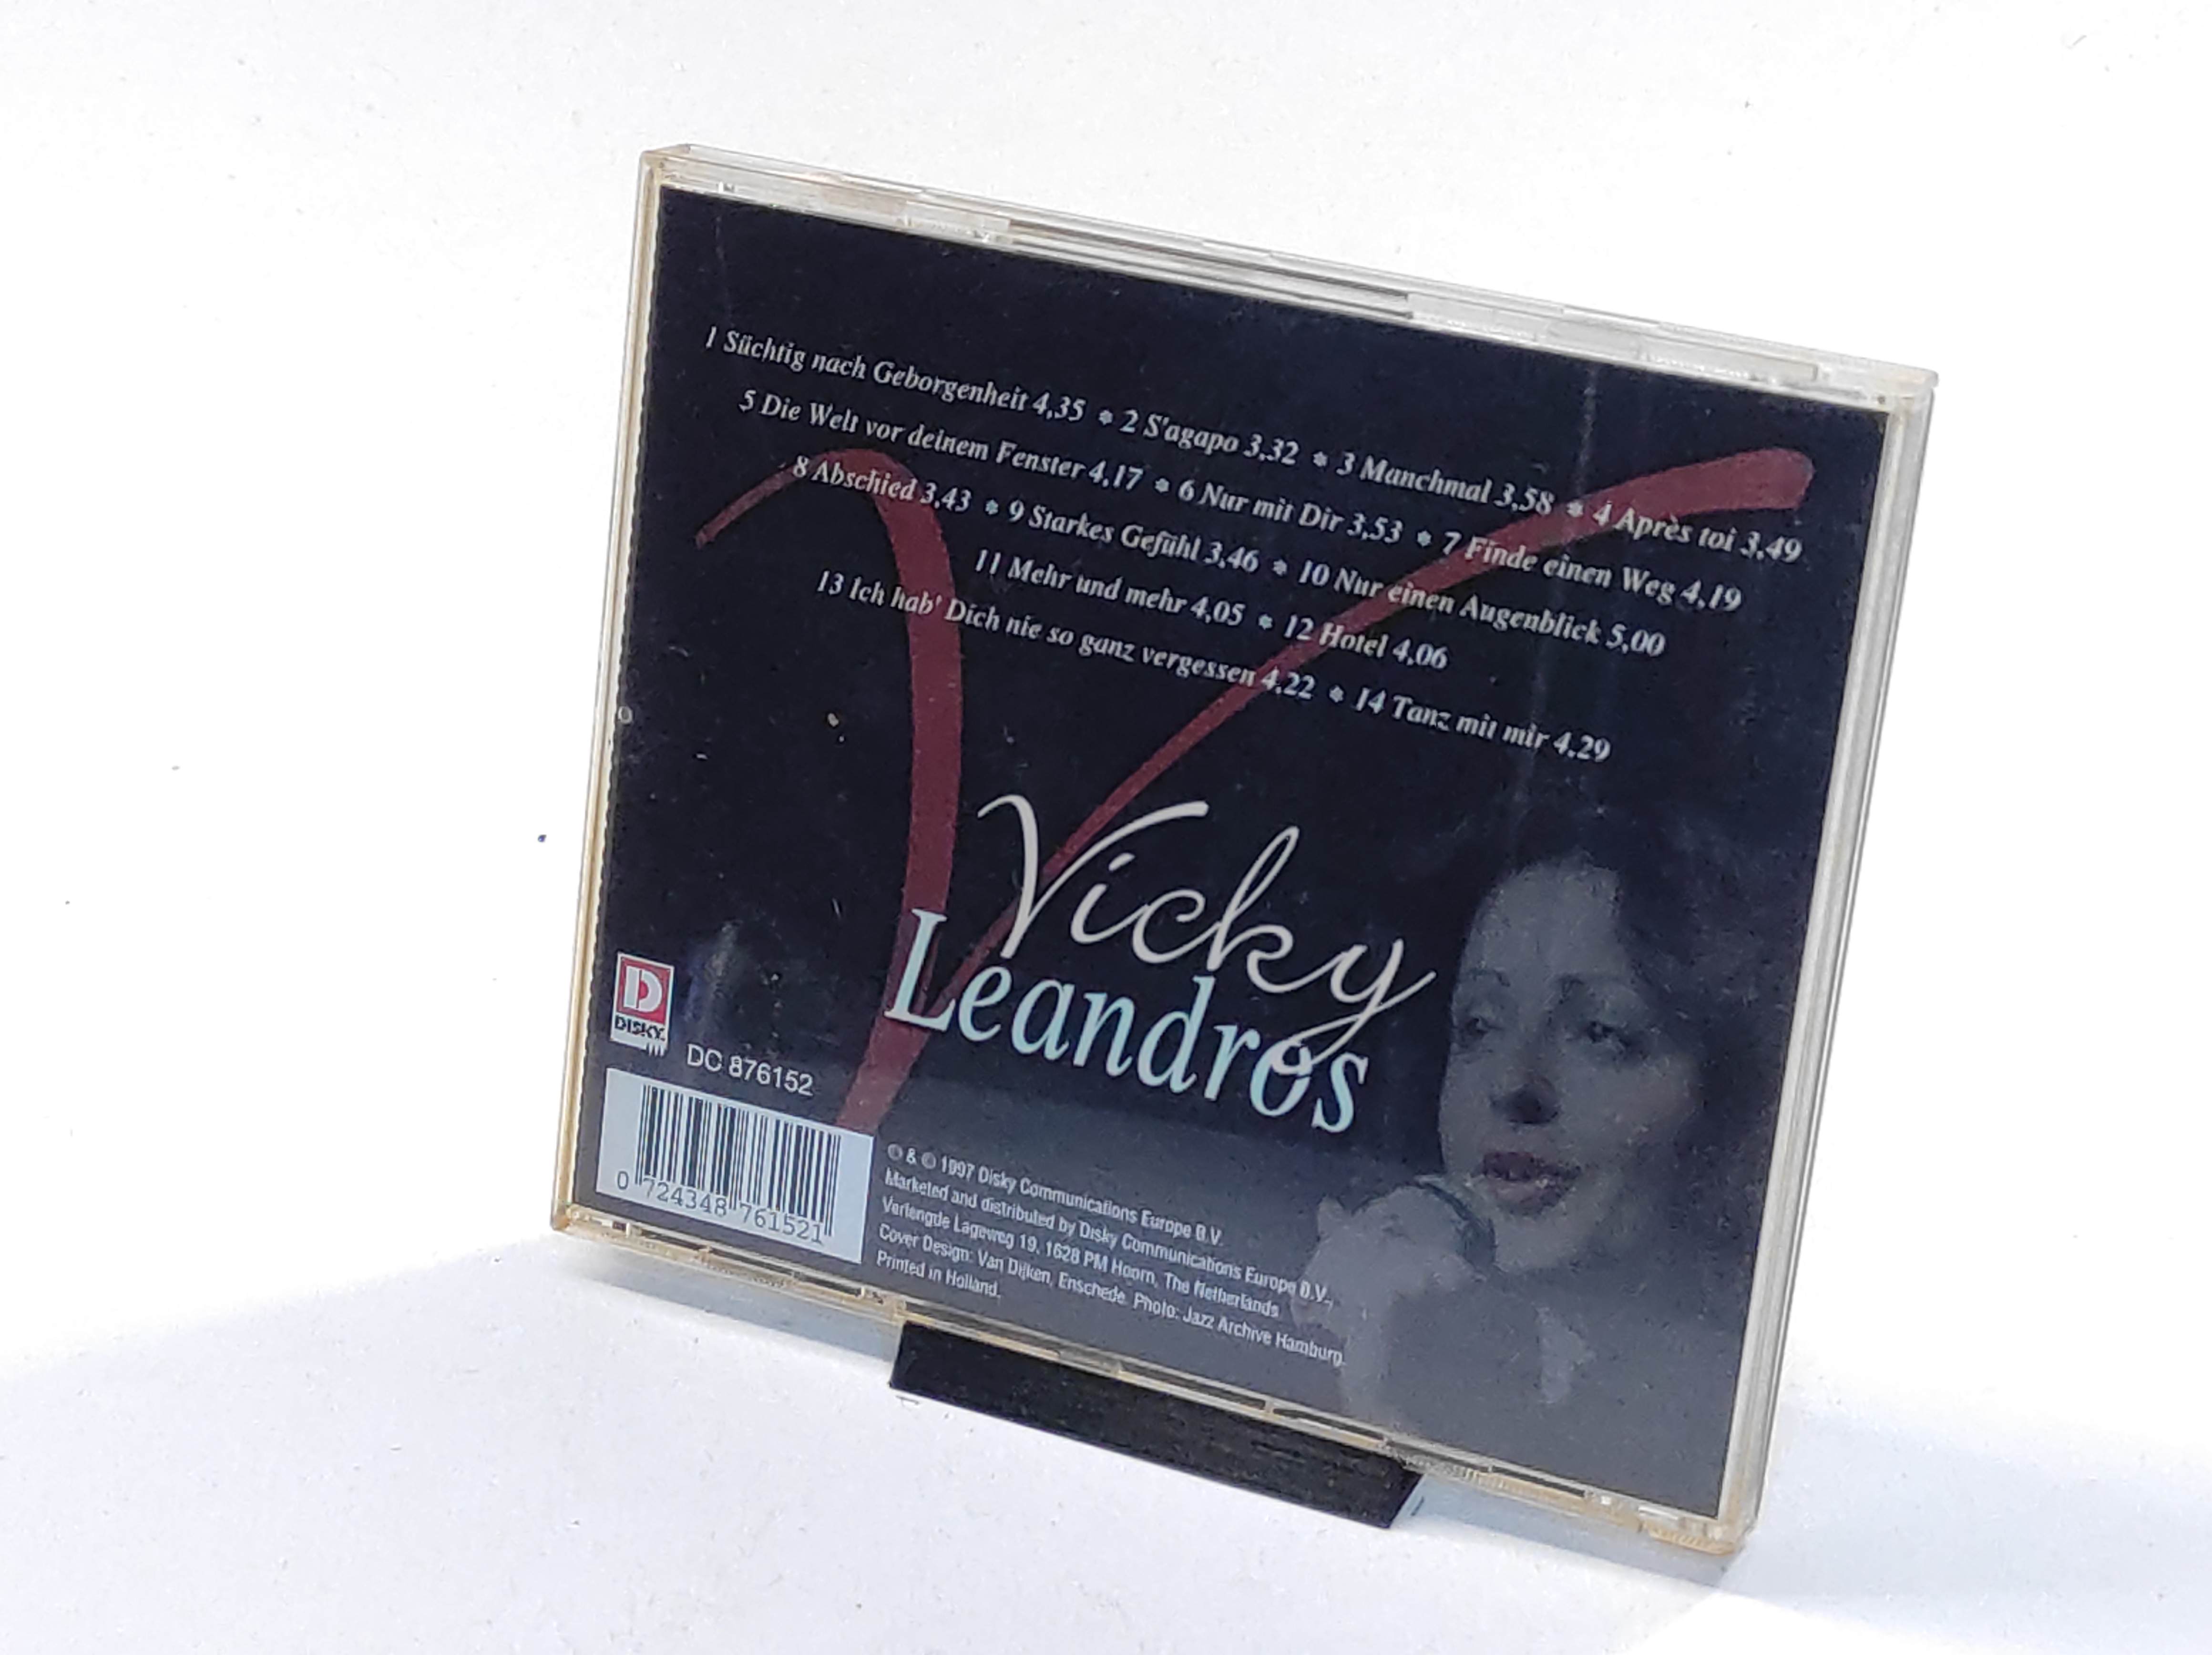 1 Süchtig nach Geborgenheit 4,35 * 2 S'agapo 3,32 * 3 Manchmal 3,58 * 4 Après toi 3,49
5 Die Welt vor deinem Fenster 4,17 * 6 Nur mit Dir 3,53 * 7 Finde einen Weg 4,19
8 Abschied 3,43 * 9 Starkes Gefühl 3,46 * 10 Nur einen Augenblick 5,00
11 Mehr und mehr 4,05 * 12 Hotel 4,06
13 Ich hab' Dich nie so ganz vergessen 4,22 * 14 Tanz mit mir 4,29
Vicky
Leandros
D
DISKY
DC 876152
0 724348 761521
℗ & © 1997 Disky Communications Europe B.V.
Marketed and distributed by Disky Communications Europe B.V.,
Verlengde Lageweg 19, 1628 PM Hoorn, The Netherlands
Cover Design: Van Dijken, Enschede. Photo: Jazz Archive Hamburg.
Printed in Holland.